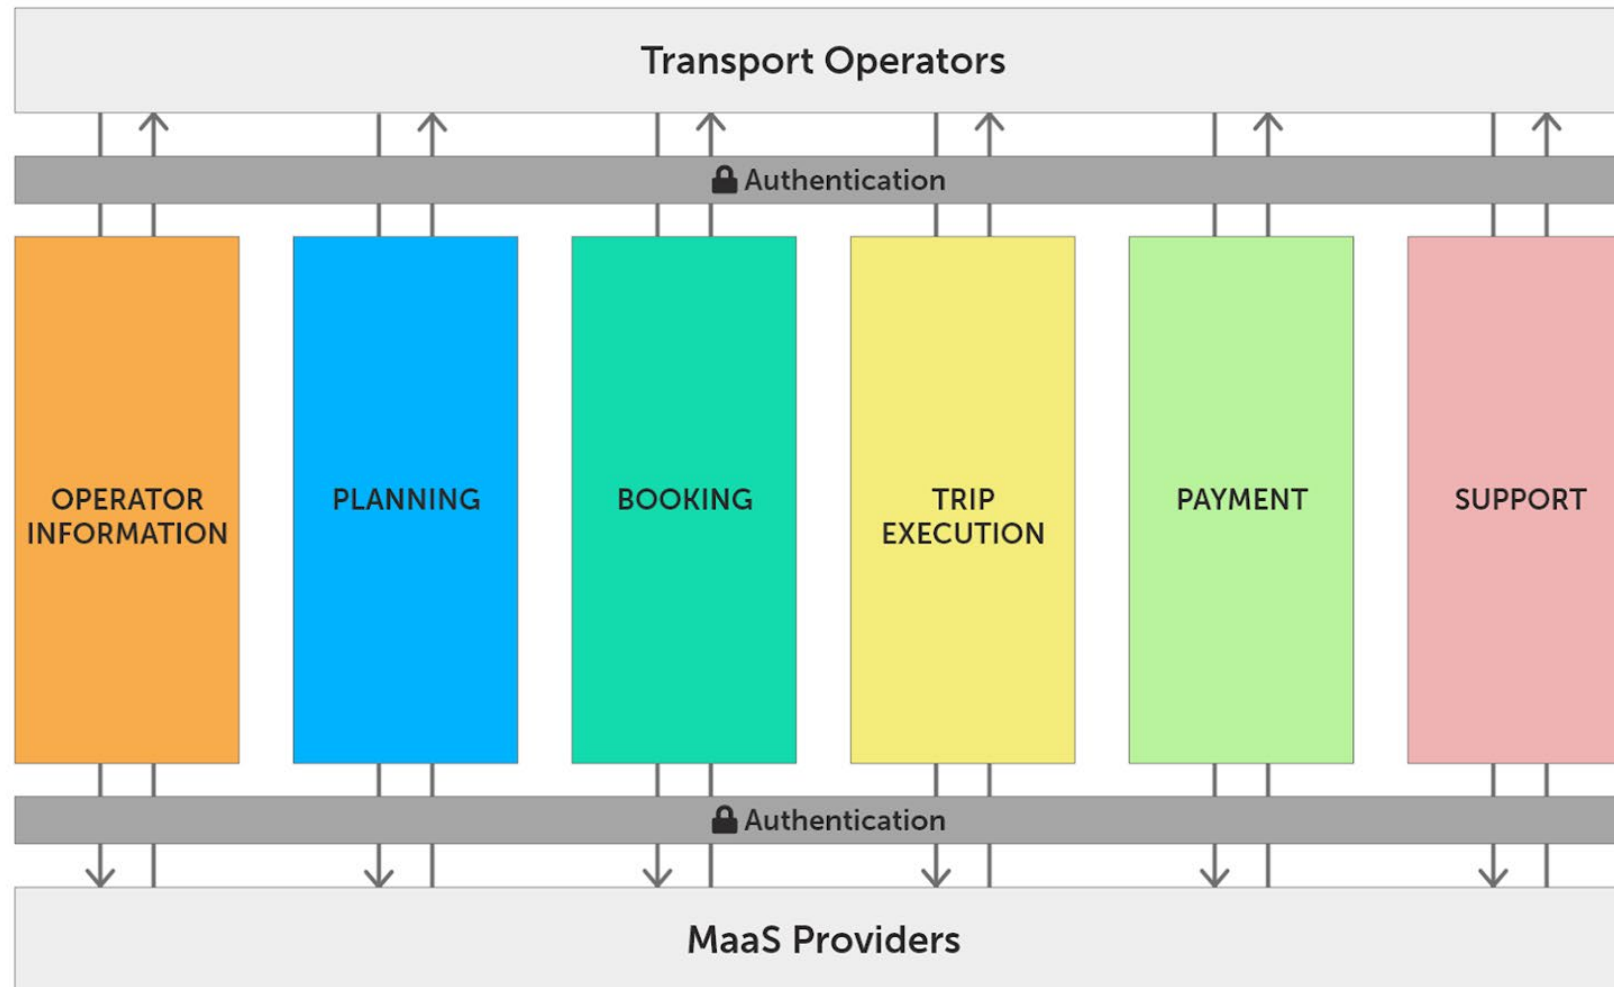 Transport Operators
Authentication
OPERATOR
INFORMATION
PLANNING
BOOKING
TRIP
EXECUTION
PAYMENT
SUPPORT
Authentication
MaaS Providers